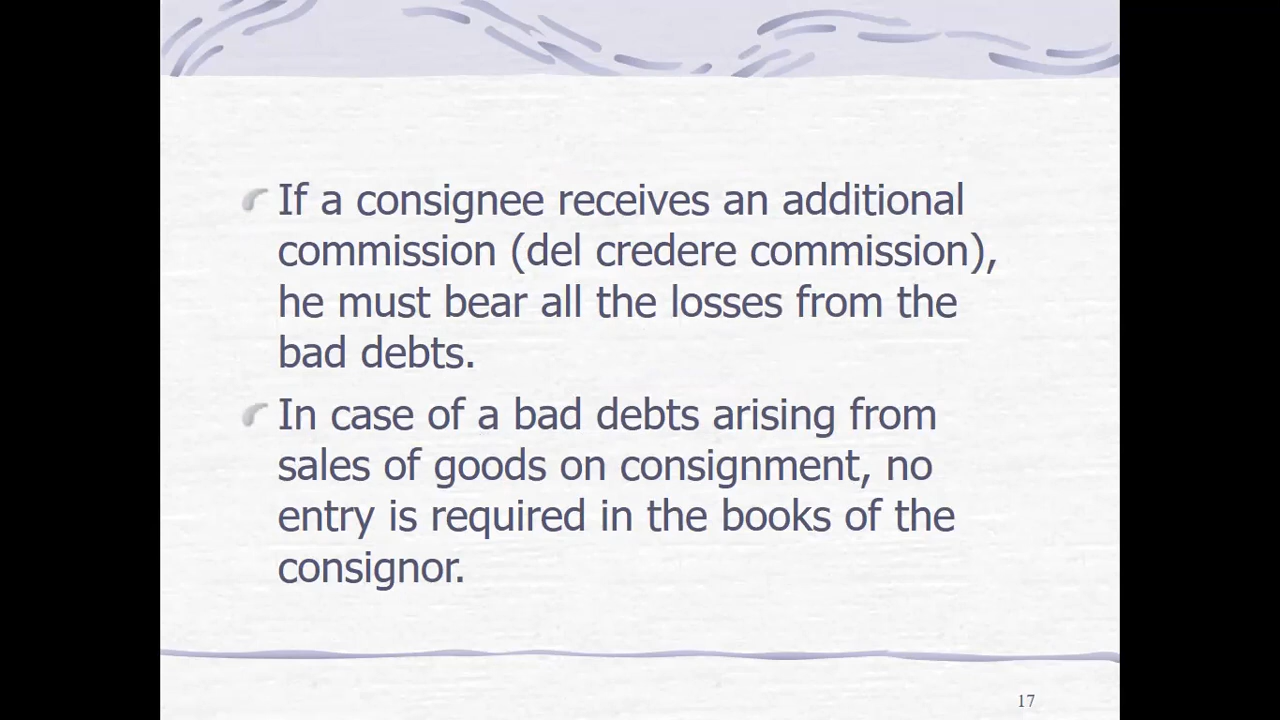 If a consignee receives an additional
commission (del credere commission),
he must bear all the losses from the
bad debts.
In case of a bad debts arising from
sales of goods on consignment, no
entry is required in the books of the
consignor.
17